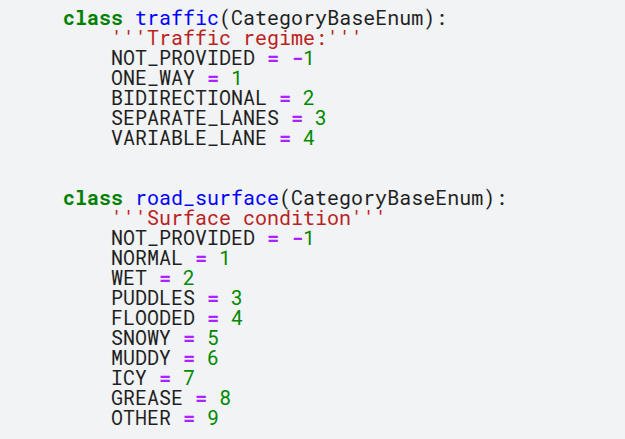 class traffic(CategoryBaseEnum):
    '''Traffic regime:'''
    NOT_PROVIDED = -1
    ONE_WAY = 1
    BIDIRECTIONAL = 2
    SEPARATE_LANES = 3
    VARIABLE_LANE = 4
class road_surface(CategoryBaseEnum):
    '''Surface condition'''
    NOT_PROVIDED = -1
    NORMAL = 1
    WET = 2
    PUDDLES = 3
    FLOODED = 4
    SNOWY = 5
    MUDDY = 6
    ICY = 7
    GREASE = 8
    OTHER = 9